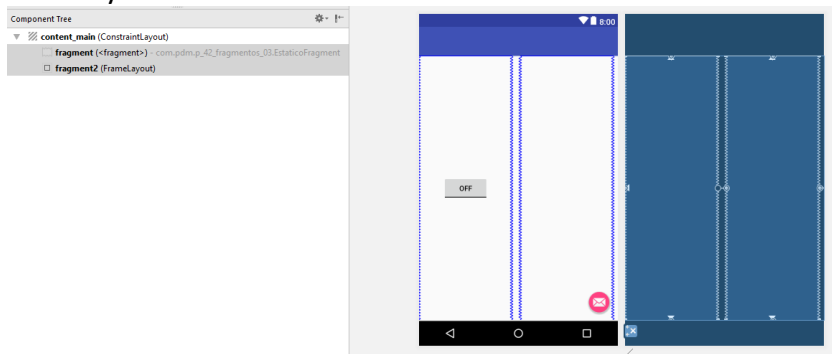 Component Tree
content_main (ConstraintLayout)
fragment (<fragment>) - com.pdm.p_42_fragmentos_03.EstaticoFragment
fragment2 (FrameLayout)
8:00
OFF